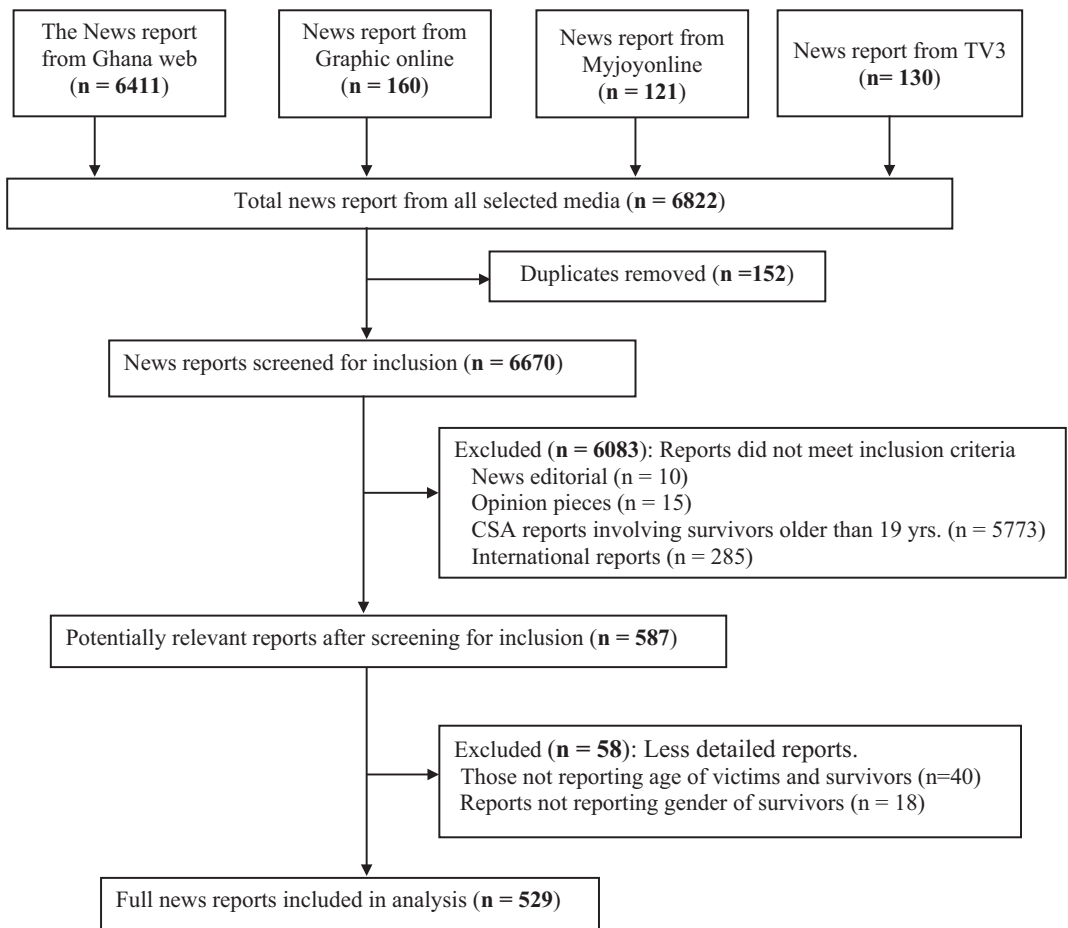 The News report
from Ghana web
(n = 6411)
News report from
Graphic online
(n = 160)
News report from
Myjoyonline
(n = 121)
News report from TV3
(n= 130)
Total news report from all selected media (n = 6822)
Duplicates removed (n =152)
News reports screened for inclusion (n = 6670)
Excluded (n = 6083): Reports did not meet inclusion criteria
News editorial (n = 10)
Opinion pieces (n = 15)
CSA reports involving survivors older than 19 yrs. (n = 5773)
International reports (n = 285)
Potentially relevant reports after screening for inclusion (n = 587)
Excluded (n = 58): Less detailed reports.
Those not reporting age of victims and survivors (n=40)
Reports not reporting gender of survivors (n = 18)
Full news reports included in analysis (n = 529)